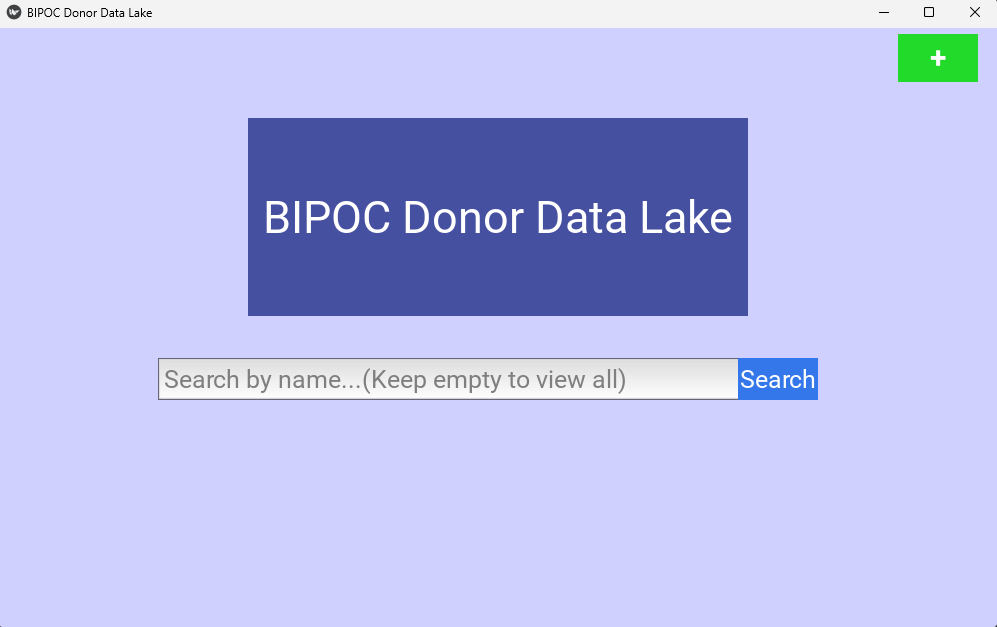 BIPOC Donor Data Lake
+
BIPOC Donor Data Lake
Search by name...(Keep empty to view all) Search